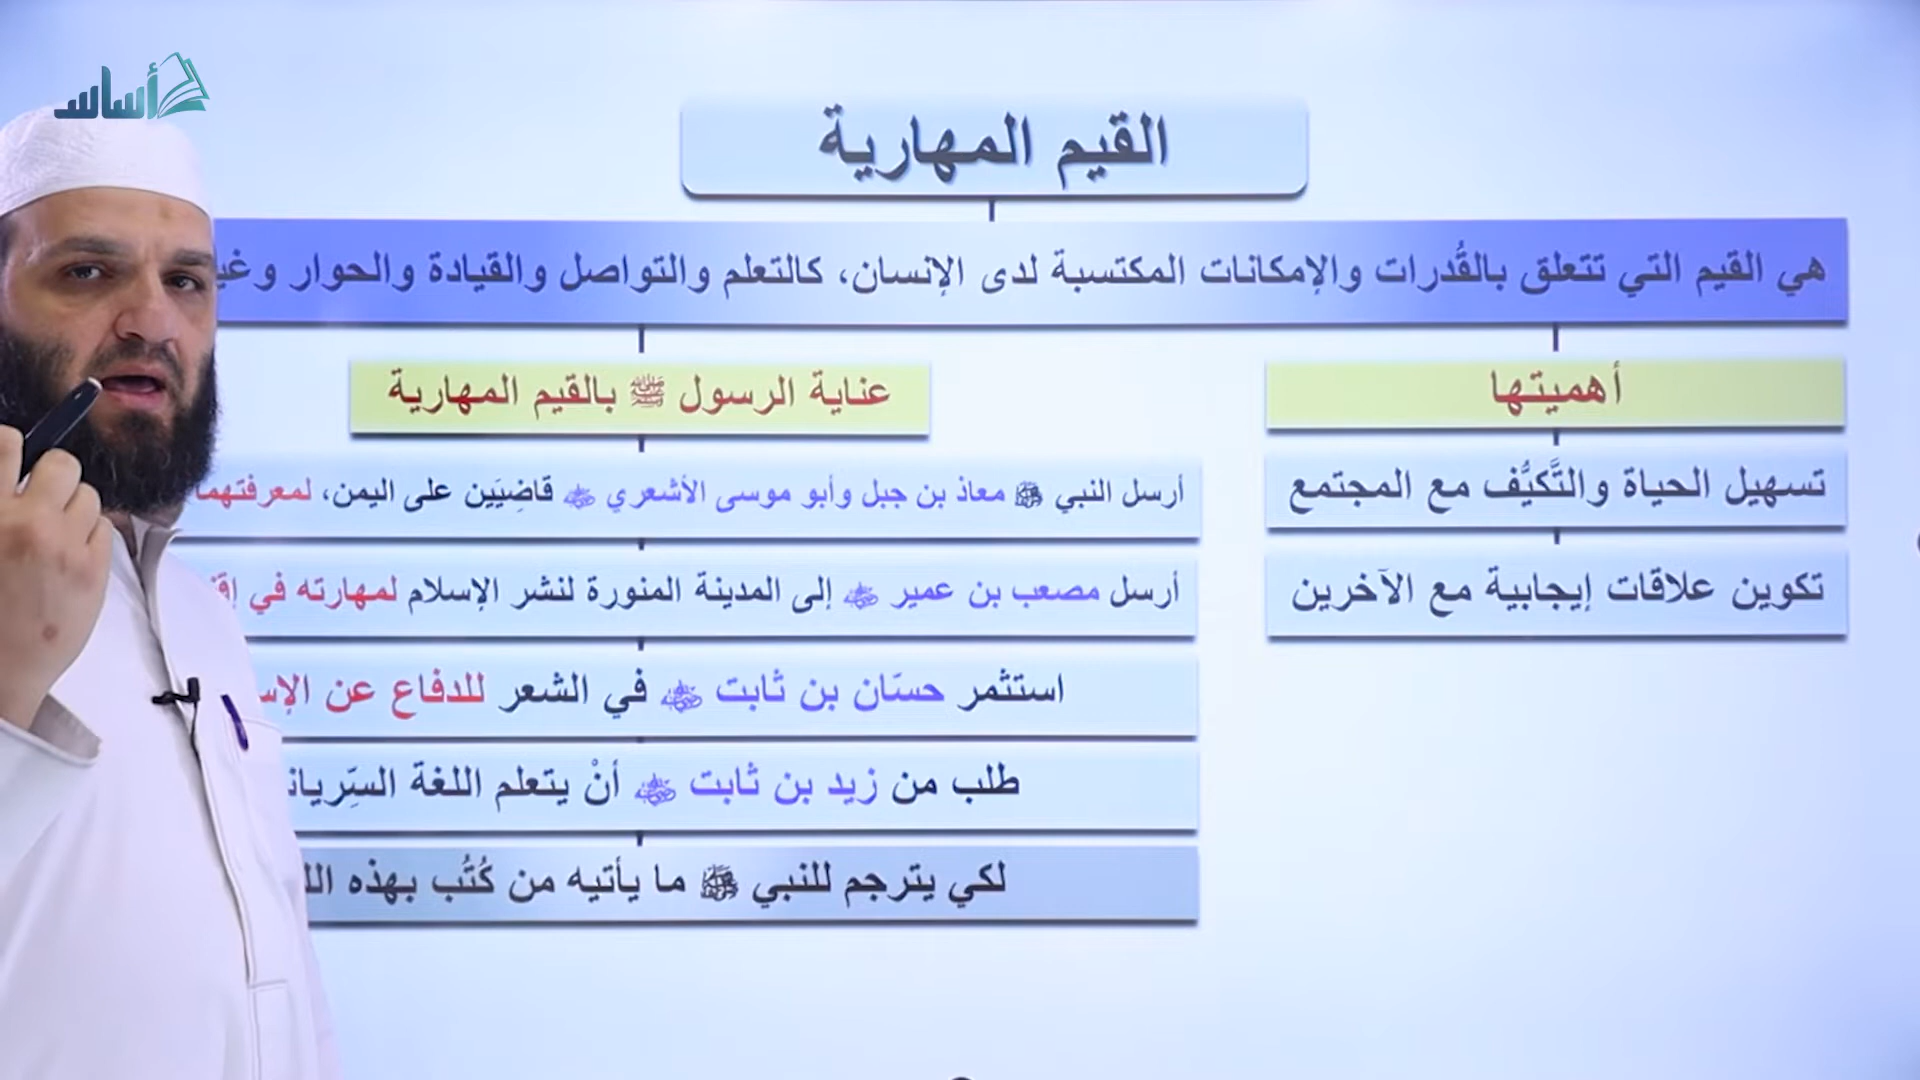 أساس
القيم المهارية
هي القيم التي تتعلق بالقُدرات والإمكانات المكتسبة لدى الإنسان، كالتعلم والتواصل والقيادة والحوار
أهميتها
تسهيل الحياة والتَّكيُّف مع المجتمع
تكوين علاقات إيجابية مع الآخرين
عناية الرسول ﷺ بالقيم المهارية
أرسل النبي ﷺ معاذ بن جبل وأبو موسى الأشعري رضي الله عنه قاضِيَين على اليمن، لمعرفتهما
أرسل مصعب بن عمير رضي الله عنه إلى المدينة المنورة لنشر الإسلام لمهارته في
استثمر حسَان بن ثابت رضي الله عنه في الشعر للدفاع عن
طلب من زيد بن ثابت رضي الله عنه أنْ يتعلم اللغة
لكي يترجم للنبي ﷺ ما يأتيه من كُتُب بهذه